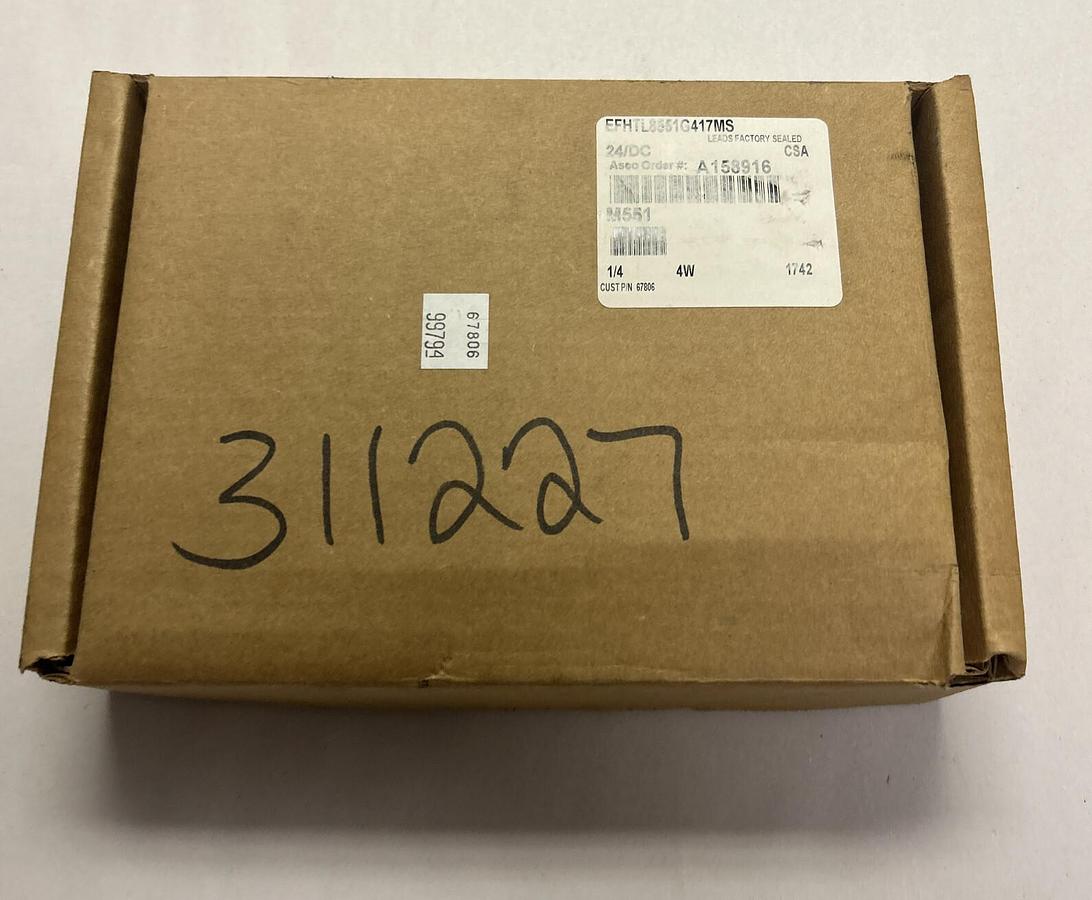 EFHTL8551G417MS
LEADS FACTORY SEALED
24/DC CSA
Asco Order #: A158916
M551
1/4 4W 1742
CUST P/N 67806
67806
99794
311227